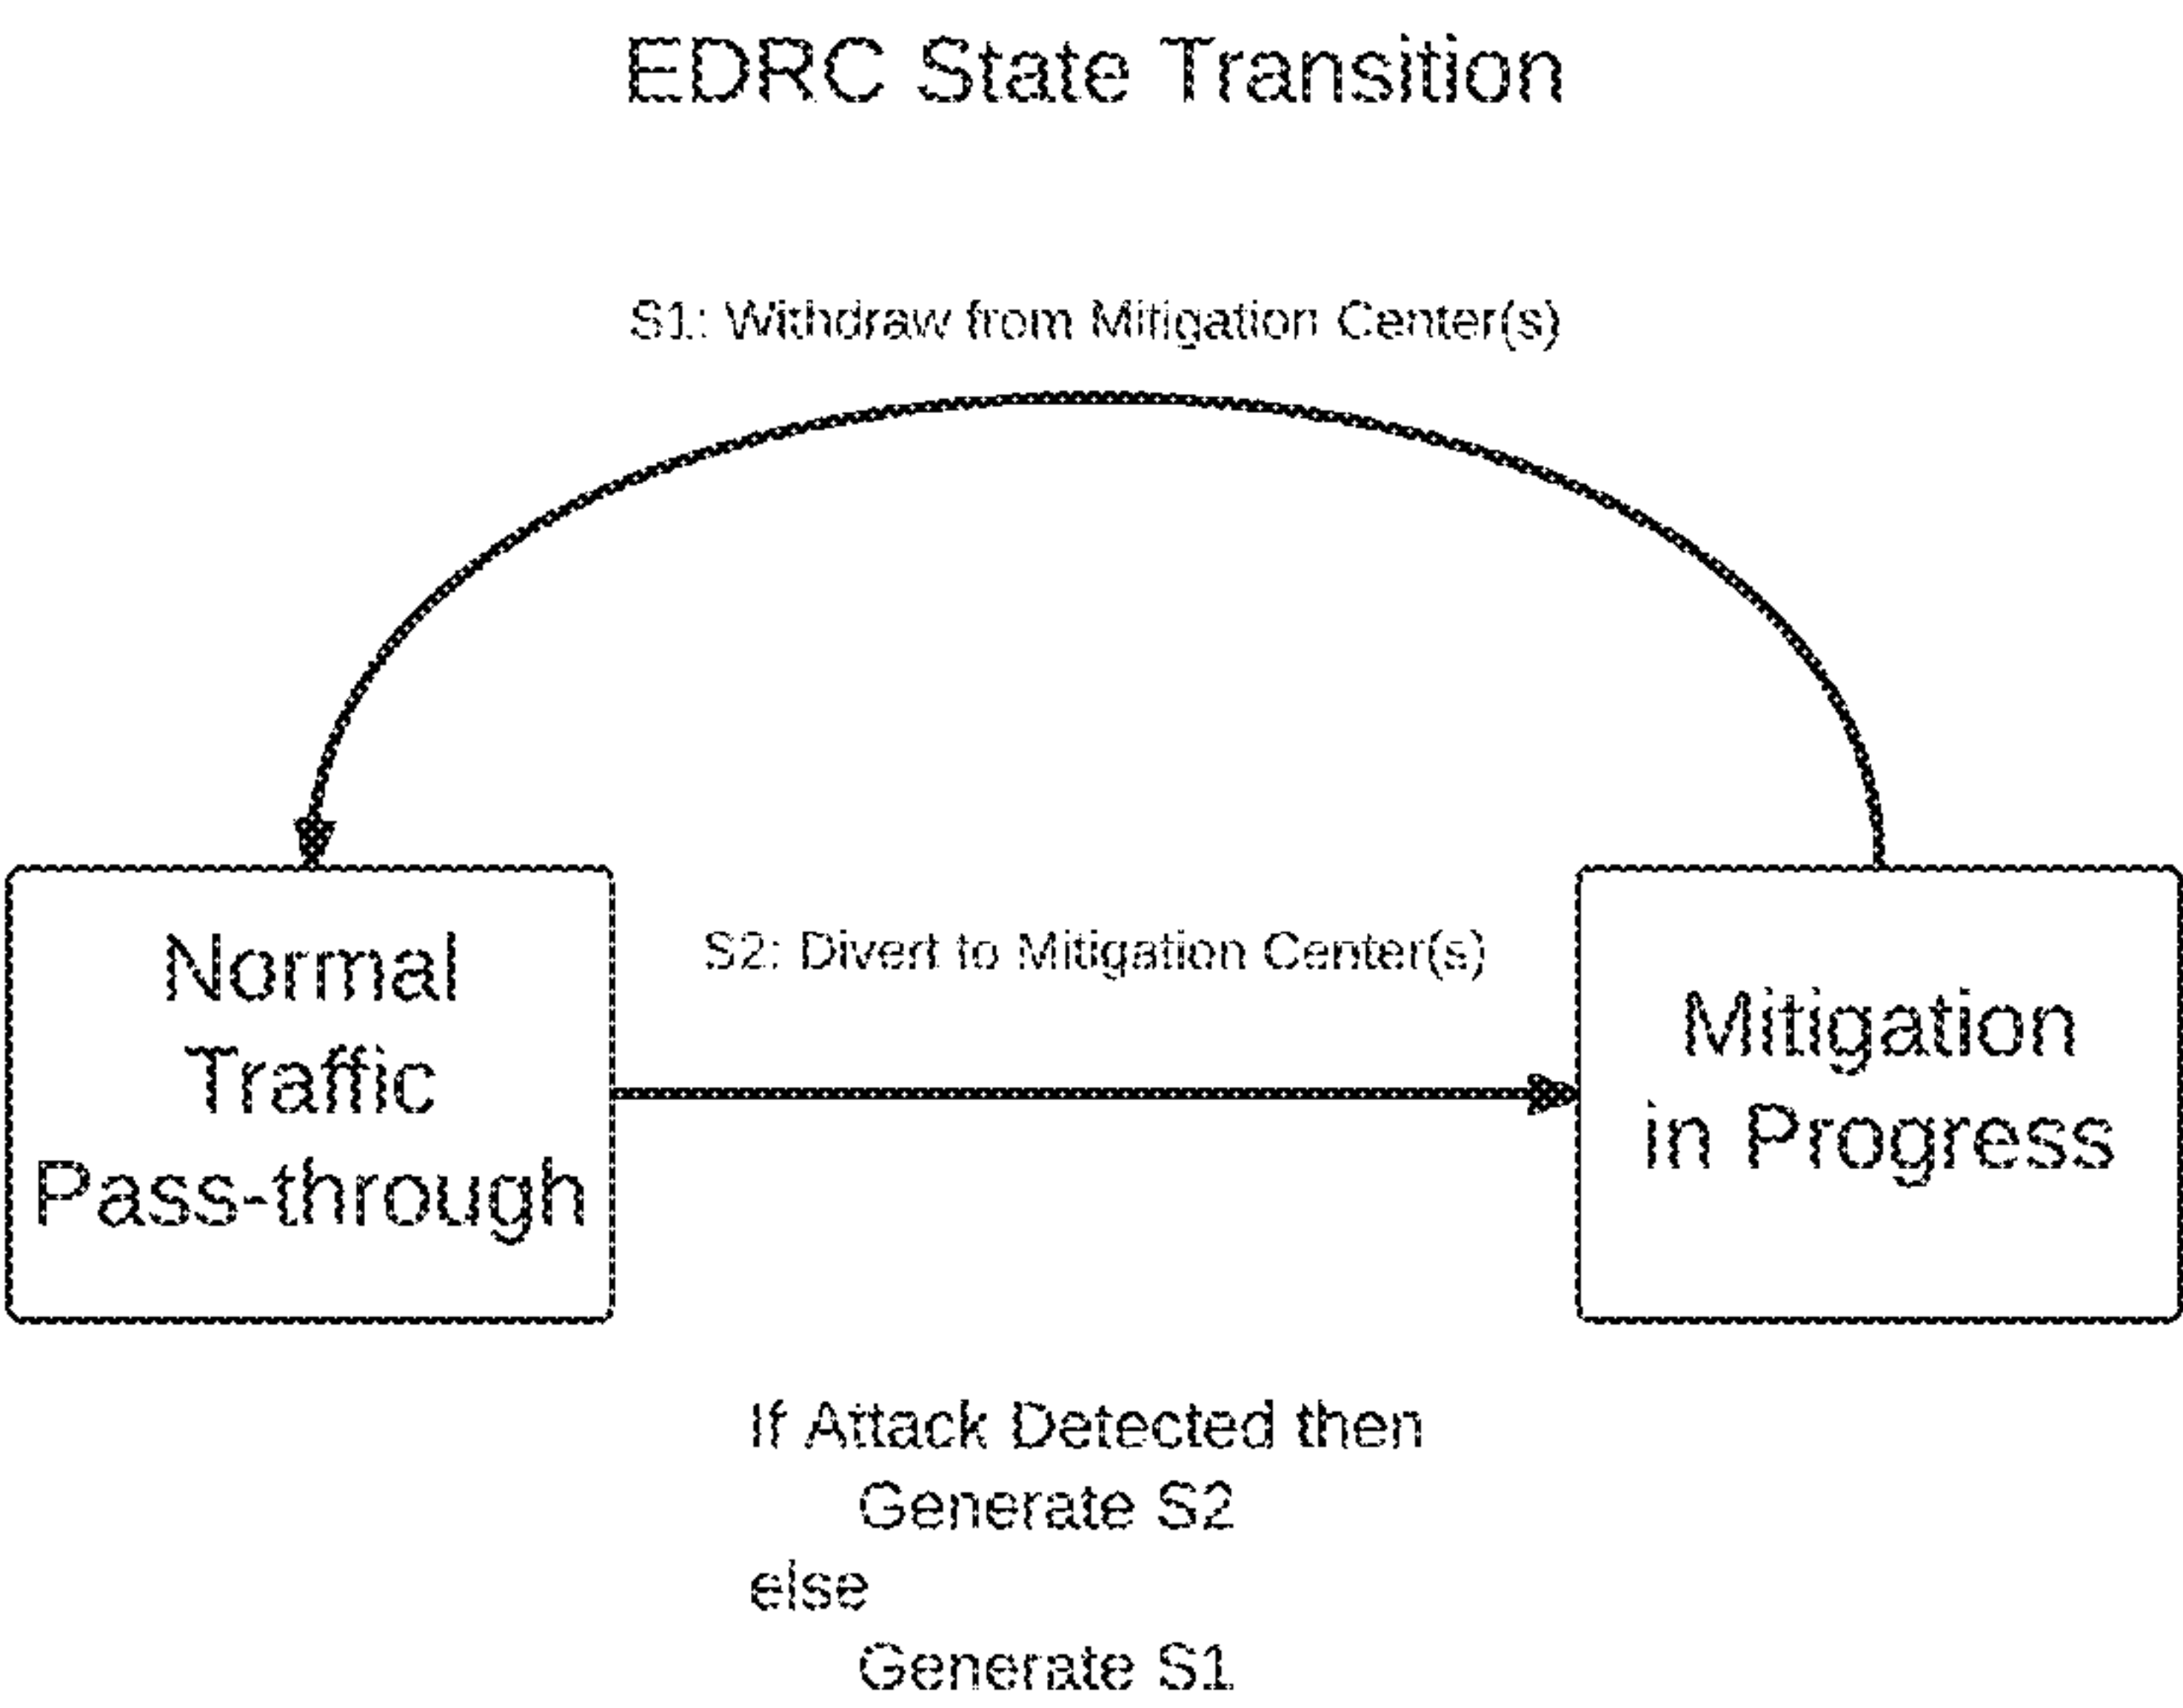 EDRC State Transition
S1: Withdraw from Mitigation Center(s)
Normal
Traffic
Pass-through
S2: Divert to Mitigation Center(s)
Mitigation
in Progress
If Attack Detected then
Generate S2
else
Generate S1